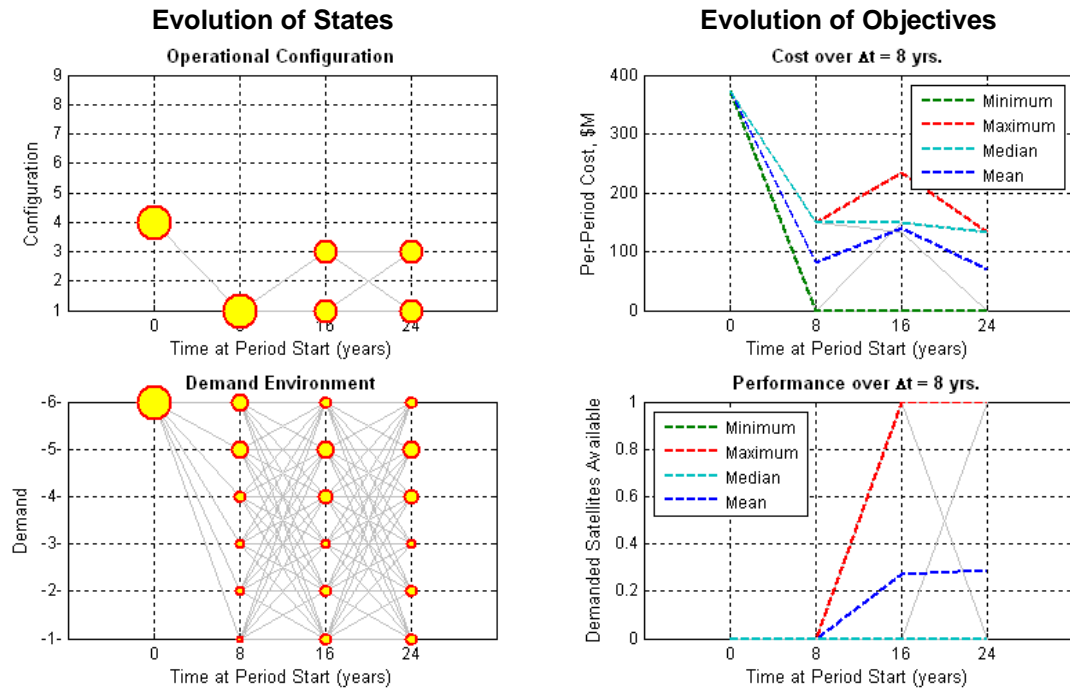 Evolution of States
Evolution of Objectives
Operational Configuration
9
8
7
6
5
4
3
2
1
Configuration
0
8
16
24
Time at Period Start (years)
Cost over Δt = 8 yrs.
400
300
200
100
0
Per-Period Cost, $M
Minimum
Maximum
Median
Mean
0
8
16
24
Time at Period Start (years)
Demand Environment
-6-
-5-
-4-
-3-
-2-
-1-
Demand
0
8
16
24
Time at Period Start (years)
Performance over Δt = 8 yrs.
1
0.8
0.6
0.4
0.2
0
Demanded Satellites Available
Minimum
Maximum
Median
Mean
0
8
16
24
Time at Period Start (years)